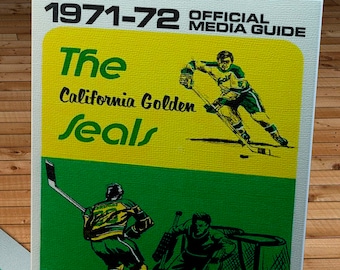 1971-72 OFFICIAL
MEDIA GUIDE
The
California Golden
Seals